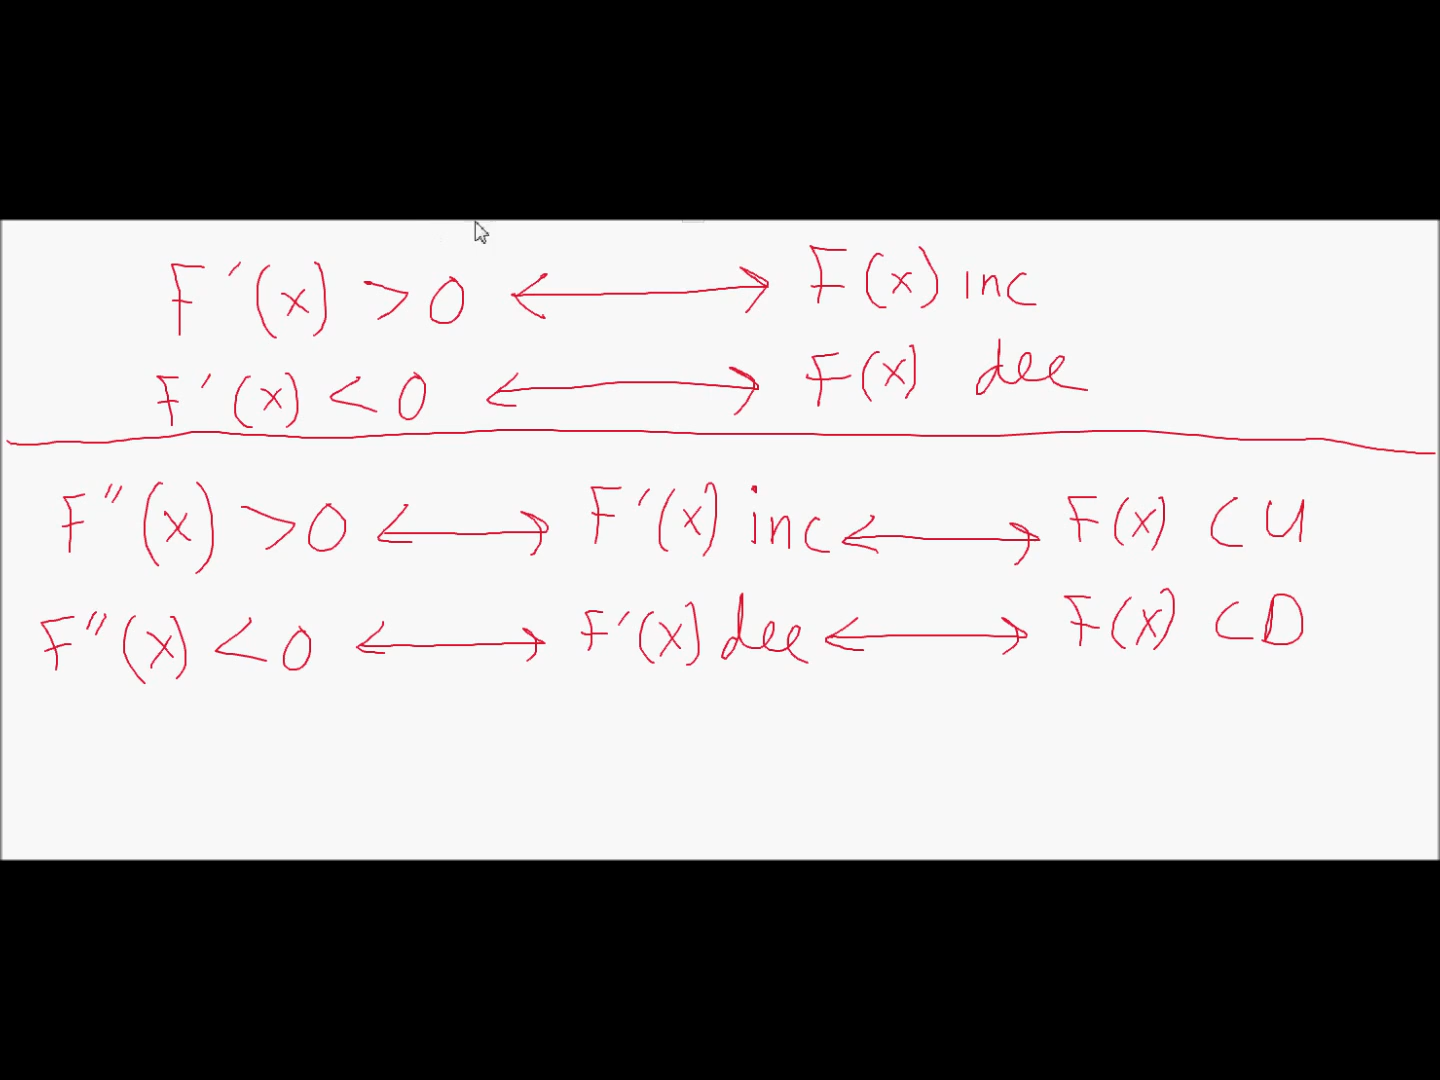 F'(x) > 0 ⟷ F(x) inc
F'(x) < 0 ⟷ F(x) dec
F''(x) > 0 ⟷ F'(x) inc ⟷ F(x) CU
F''(x) < 0 ⟷ F'(x) dec ⟷ F(x) CD